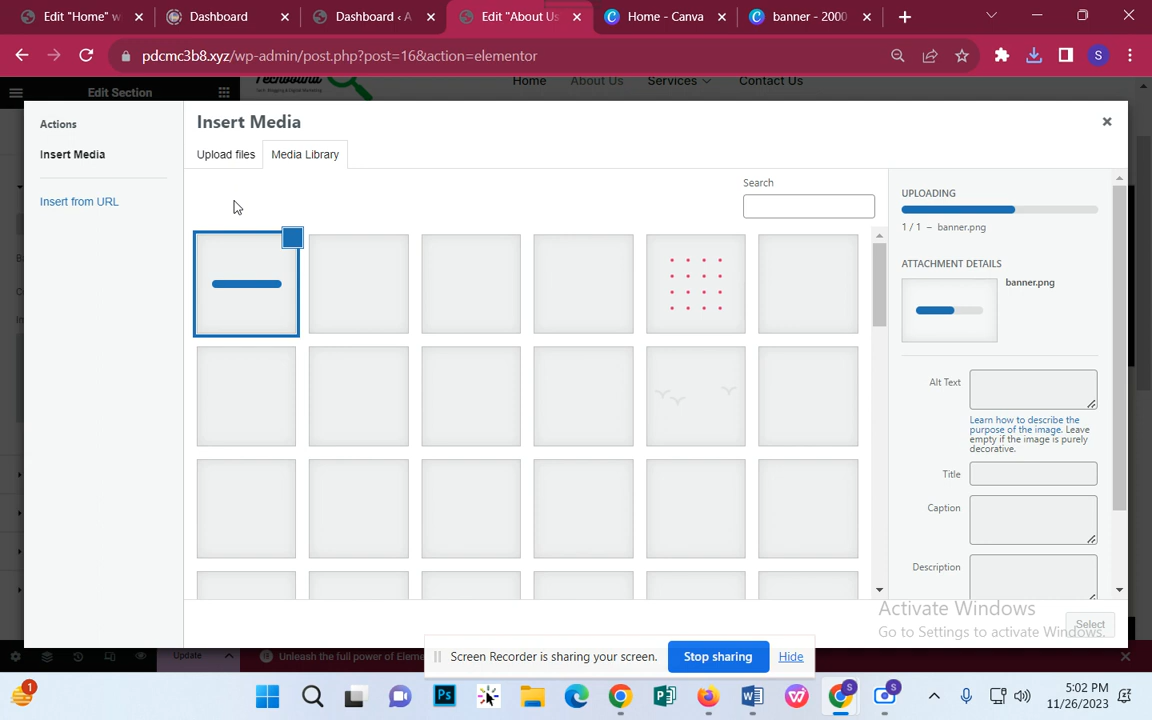 Edit "Home" w
Dashboard
Dashboard ‹ A
Edit "About Us
Home - Canva
banner - 2000
pdcmc3b8.xyz/wp-admin/post.php?post=16&action=elementor
Edit Section
Techbound
Home
About Us
Services
Contact Us
Actions
Insert Media
Insert from URL
Insert Media
Upload files
Media Library
Search
UPLOADING
1 / 1 – banner.png
ATTACHMENT DETAILS
banner.png
Alt Text
Learn how to describe the
purpose of the image. Leave
empty if the image is purely
decorative.
Title
Caption
Description
Activate Windows
Go to Settings to activate Windows.
Select
Update
Unleash the full power of Eleme
Screen Recorder is sharing your screen.
Stop sharing
Hide
5:02 PM
11/26/2023